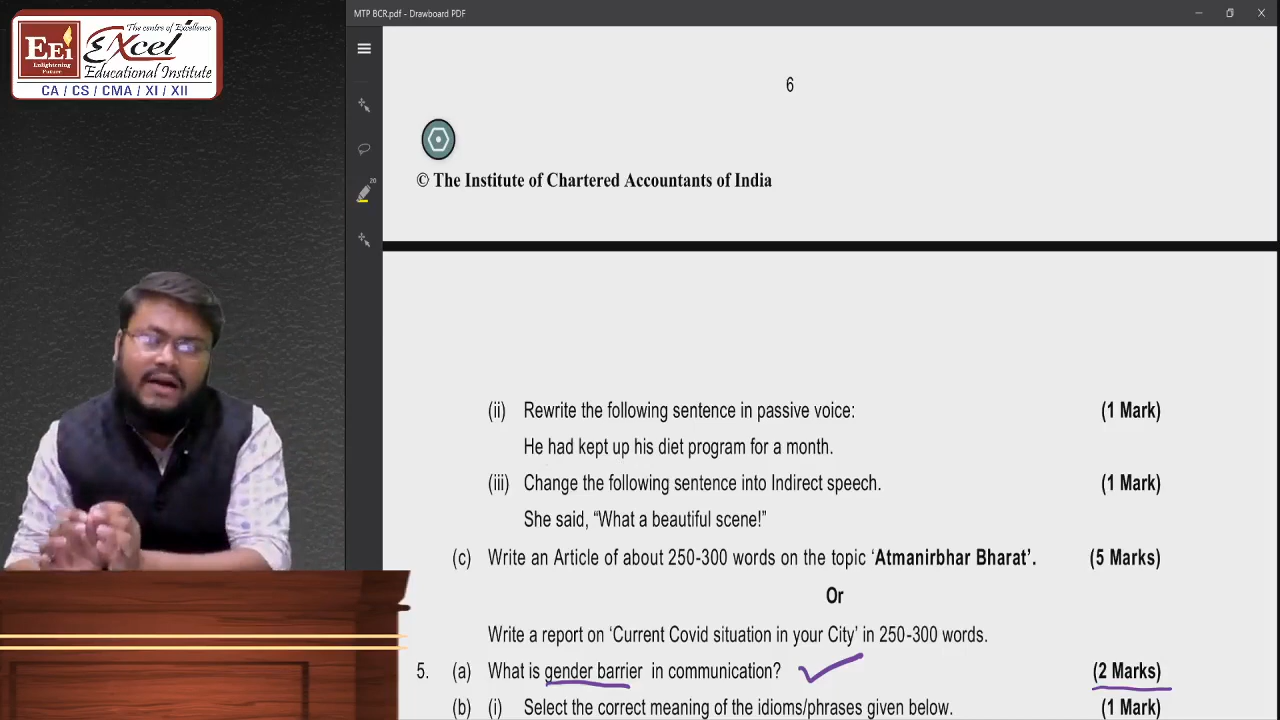 The centre of Excellence
EEi
Enlightening
Future
EXcel
Educational Institute
CA / CS / CMA / XI / XII
MTP BCR.pdf - Drawboard PDF
20
6
© The Institute of Chartered Accountants of India
(ii) Rewrite the following sentence in passive voice: (1 Mark)
He had kept up his diet program for a month.
(iii) Change the following sentence into Indirect speech. (1 Mark)
She said, “What a beautiful scene!”
(c) Write an Article of about 250-300 words on the topic ‘Atmanirbhar Bharat’. (5 Marks)
Or
Write a report on ‘Current Covid situation in your City’ in 250-300 words.
5. (a) What is gender barrier in communication? (2 Marks)
(b) (i) Select the correct meaning of the idioms/phrases given below. (1 Mark)